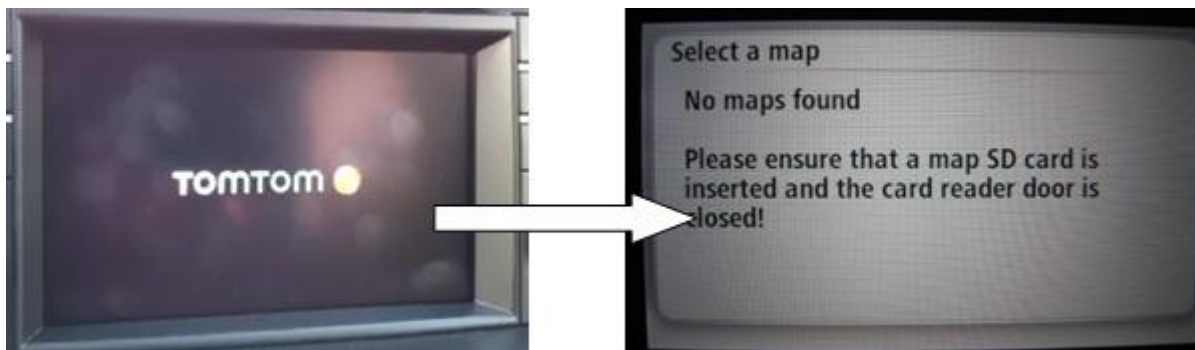 TOMTOM
Select a map
No maps found
Please ensure that a map SD card is
inserted and the card reader door is
closed!